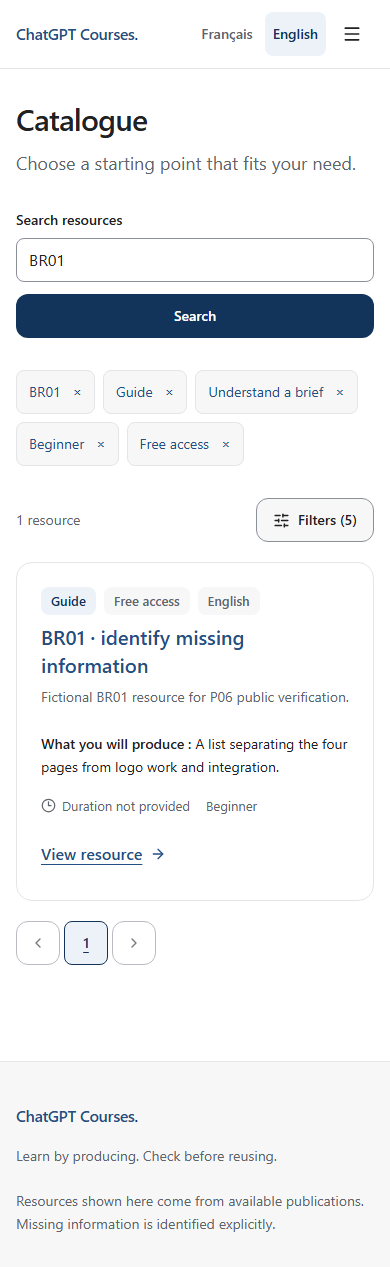 ChatGPT Courses.
Français English
Catalogue
Choose a starting point that fits your need.
Search resources
BR01
Search
BR01 × Guide × Understand a brief ×
Beginner × Free access ×
1 resource Filters (5)
Guide Free access English
BR01 · identify missing
information
Fictional BR01 resource for P06 public verification.
What you will produce : A list separating the four
pages from logo work and integration.
Duration not provided Beginner
View resource →
‹ 1 ›
ChatGPT Courses.
Learn by producing. Check before reusing.
Resources shown here come from available publications.
Missing information is identified explicitly.